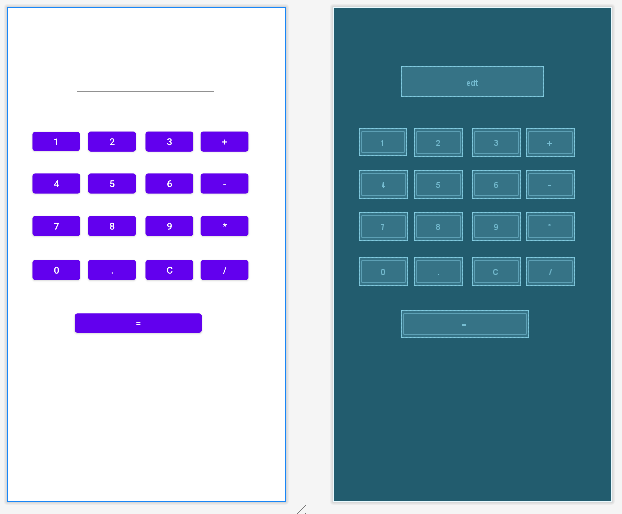 1 2 3 +
4 5 6 -
7 8 9 *
0 . C /
=
edt
1 2 3 +
4 5 6 -
7 8 9 *
0 . C /
=